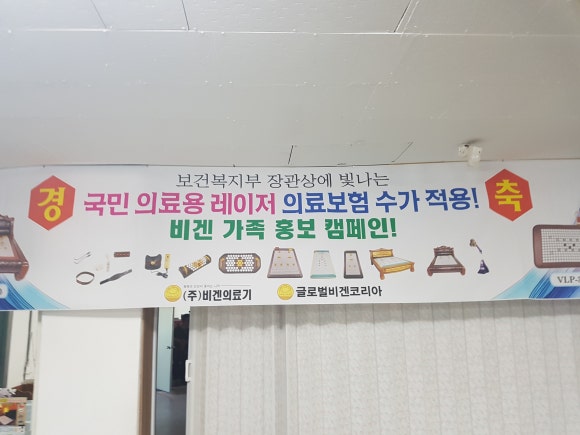 보건복지부 장관상에 빛나는
경 국민 의료용 레이저 의료보험 수가 적용! 축
비겐 가족 홍보 캠페인!
(주)비겐의료기 글로벌비겐코리아
VLP-